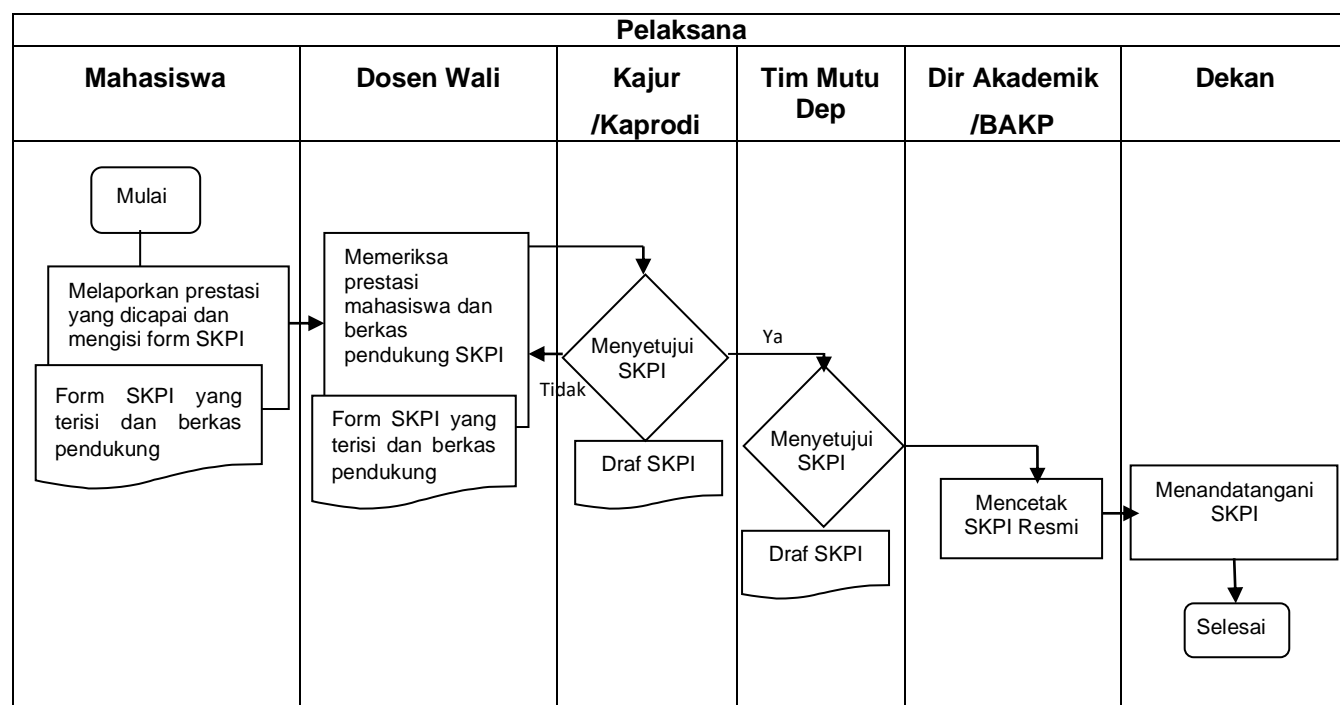 Pelaksana
Mahasiswa
Dosen Wali
Kajur
/Kaprodi
Tim Mutu
Dep
Dir Akademik
/BAKP
Dekan
Mulai
Melaporkan prestasi
yang dicapai dan
mengisi form SKPI
Form SKPI yang
terisi dan berkas
pendukung
Memeriksa
prestasi
mahasiswa dan
berkas
pendukung SKPI
Form SKPI yang
terisi dan berkas
pendukung
Menyetujui
SKPI
Ya
Tidak
Draf SKPI
Menyetujui
SKPI
Draf SKPI
Mencetak
SKPI Resmi
Menandatangani
SKPI
Selesai